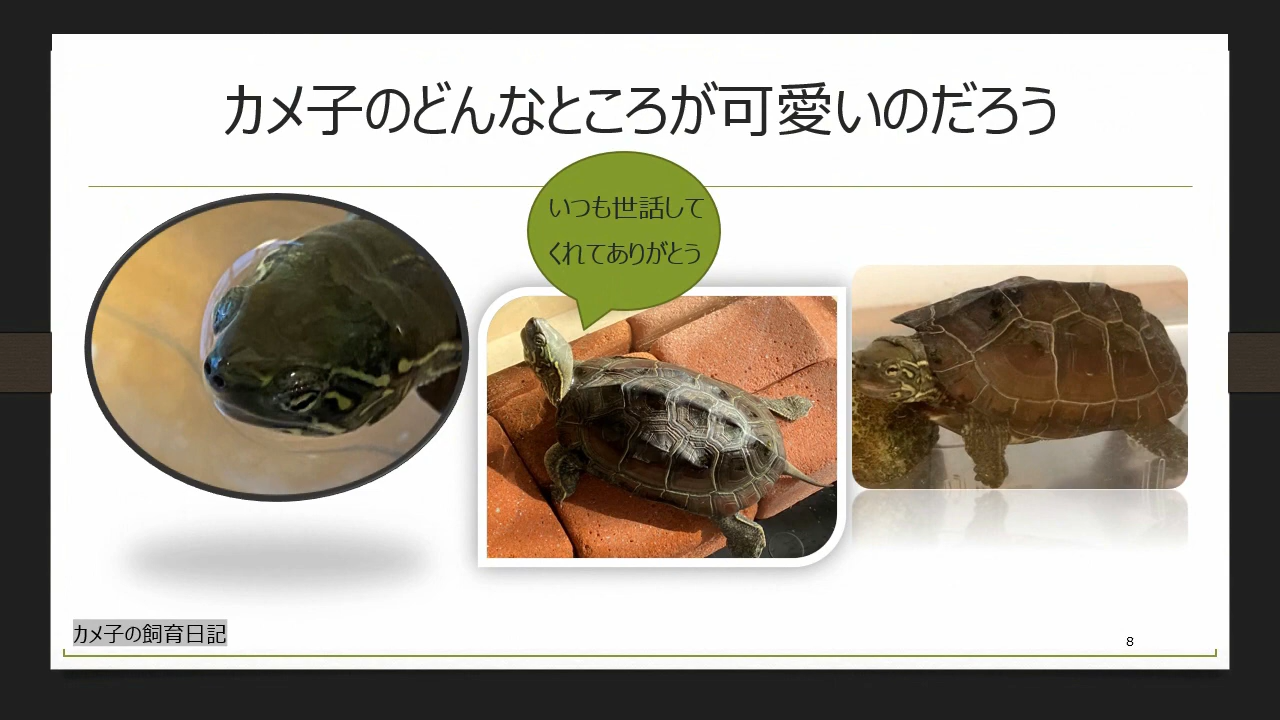 カメ子のどんなところが可愛いのだろう
いつも世話して
くれてありがとう
カメ子の飼育日記
8